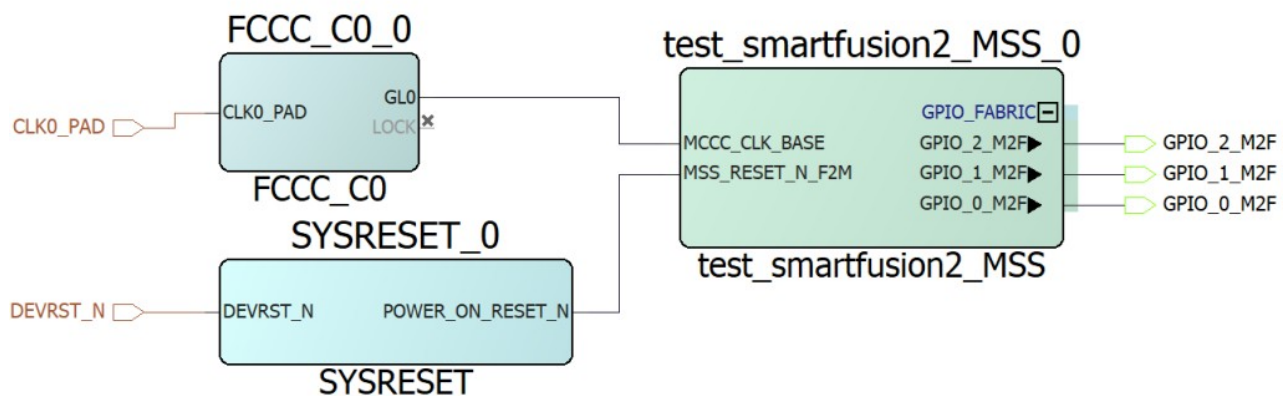 FCCC_C0_0
CLK0_PAD
CLK0_PAD
GL0
LOCK
FCCC_C0
SYSRESET_0
DEVRST_N
DEVRST_N
POWER_ON_RESET_N
SYSRESET
test_smartfusion2_MSS_0
GPIO_FABRIC
MCCC_CLK_BASE
GPIO_2_M2F
GPIO_2_M2F
MSS_RESET_N_F2M
GPIO_1_M2F
GPIO_1_M2F
GPIO_0_M2F
GPIO_0_M2F
test_smartfusion2_MSS